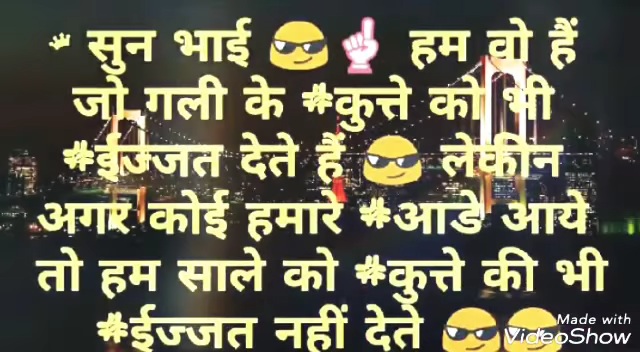 सुन भाई 😎☝ हम वो हैं
जो गली के #कुत्ते को भी
#ईज्जत देते हैं 😎 लेकीन
अगर कोई हमारे #आडे आये
तो हम साले को #कुत्ते की भी
#ईज्जत नहीं देते 😎😎
Made with
VideoShow